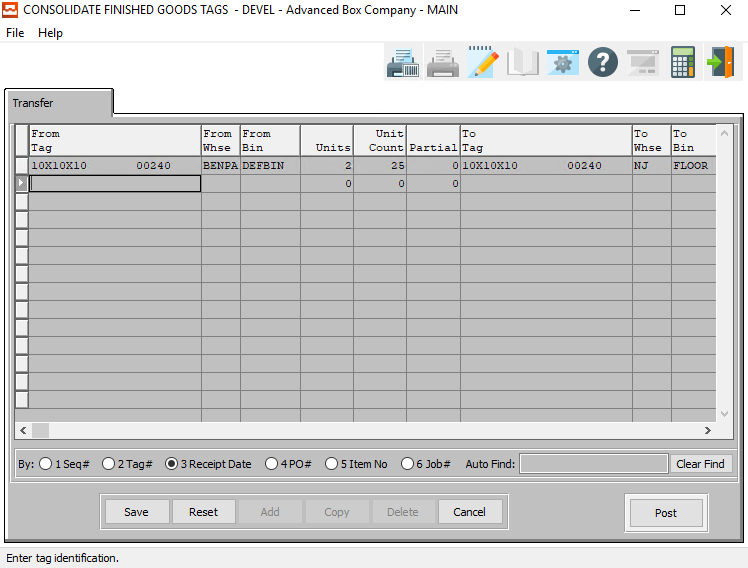 CONSOLIDATE FINISHED GOODS TAGS - DEVEL - Advanced Box Company - MAIN
File Help
Transfer
From From From Unit To To To
Tag Whse Bin Units Count Partial Tag Whse Bin
10X10X10 00240 BENPA DEFBIN 2 25 0 10X10X10 00240 NJ FLOOR
0 0 0
By: 1 Seq# 2 Tag# 3 Receipt Date 4 PO# 5 Item No 6 Job# Auto Find: Clear Find
Save Reset Add Copy Delete Cancel Post
Enter tag identification.